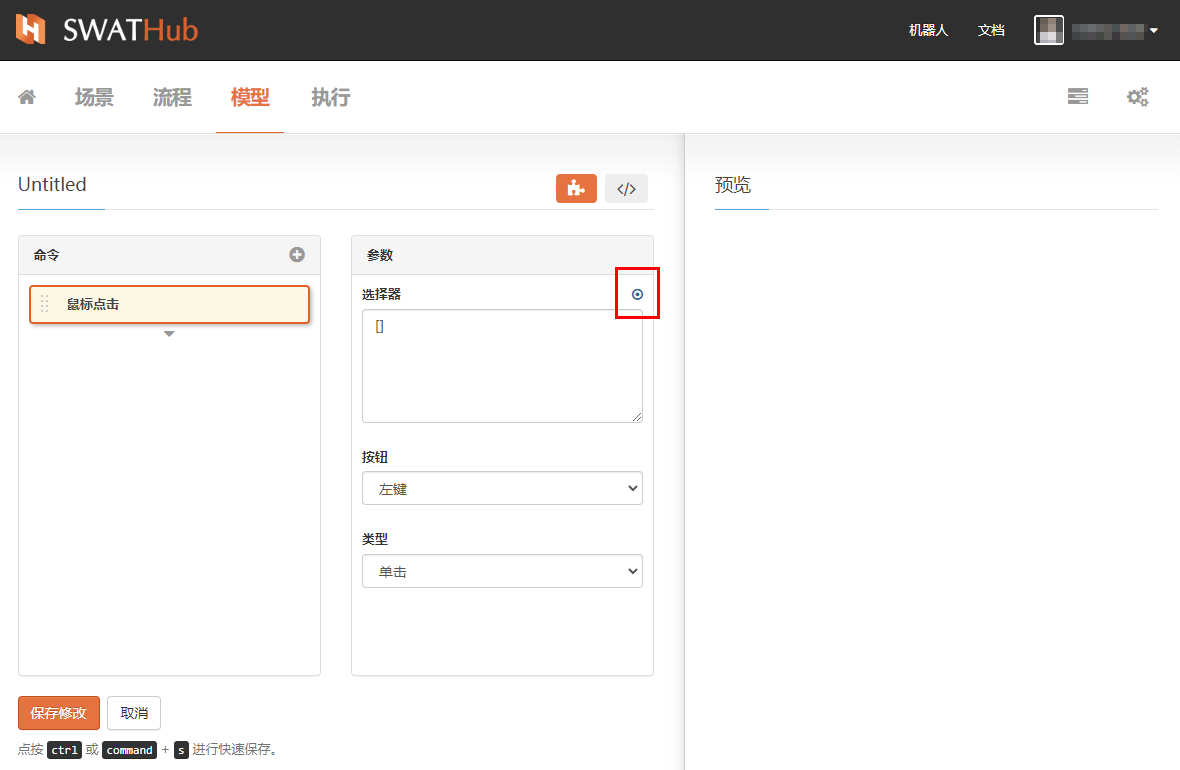 SWATHub
机器人 文档
场景 流程 模型 执行
Untitled
</>
预览
命令
参数
鼠标点击
选择器
[]
按钮
左键
类型
单击
保存修改 取消
点按 ctrl 或 command + s 进行快速保存。